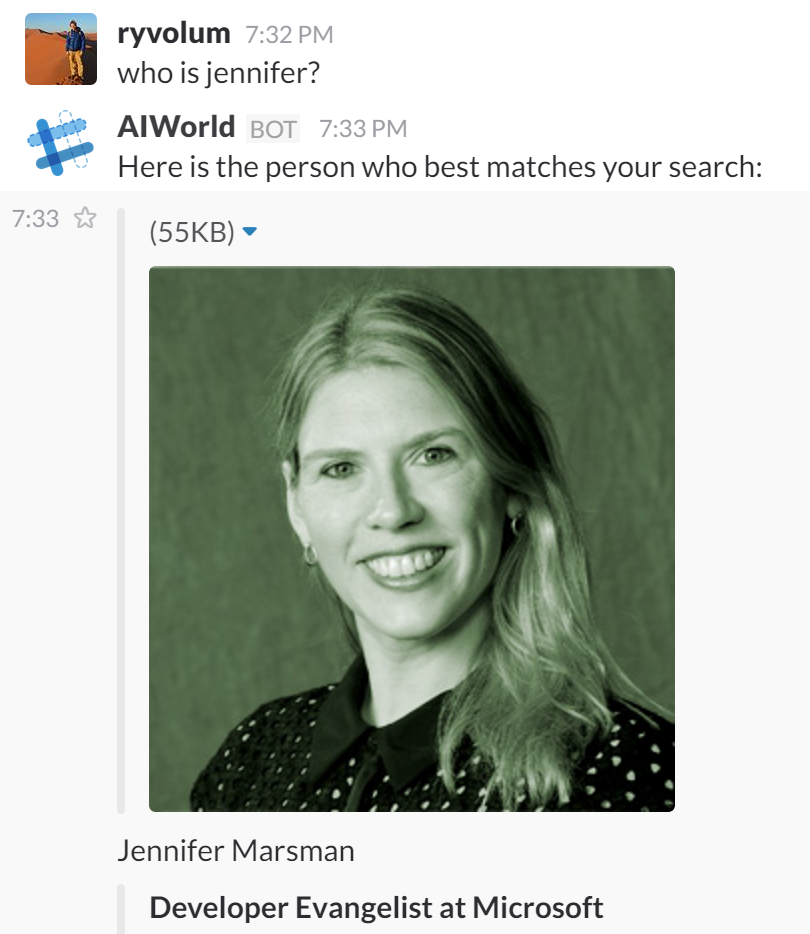 ryvolum 7:32 PM
who is jennifer?
AIWorld BOT 7:33 PM
Here is the person who best matches your search:
7:33
(55KB)
Jennifer Marsman
Developer Evangelist at Microsoft